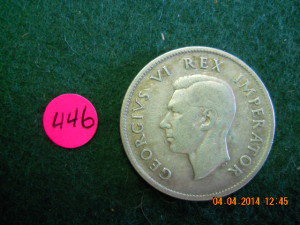 446
GEORGIVS VI REX IMPERATOR
04.04.2014 12:45